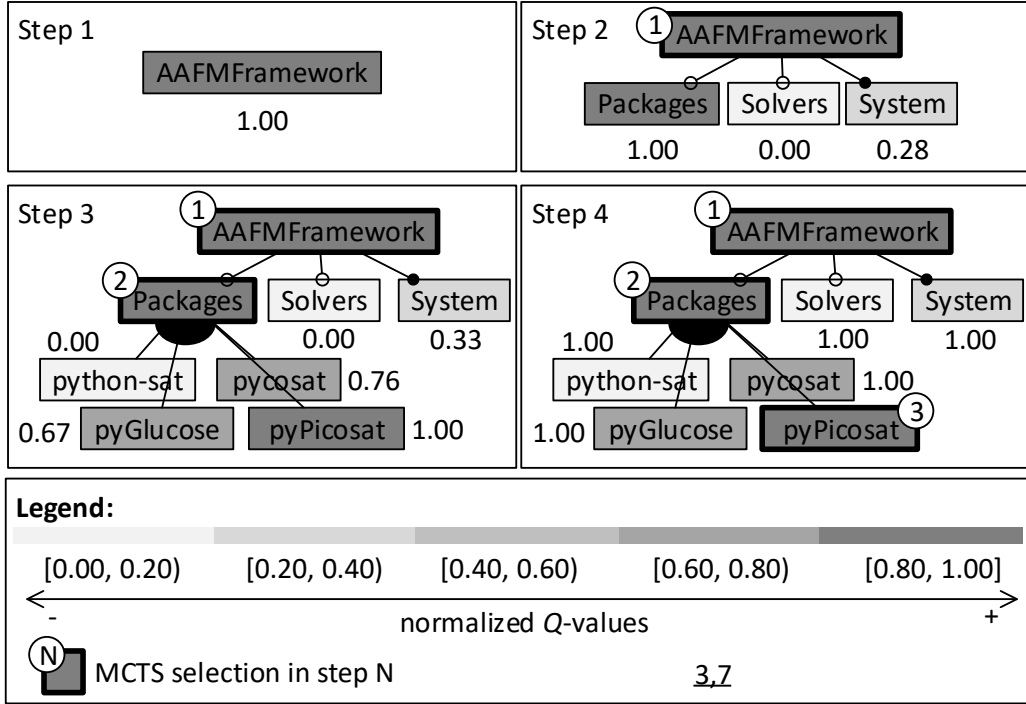 Step 1
AAFMFramework
1.00
Step 2
1
AAFMFramework
Packages Solvers System
1.00 0.00 0.28
Step 3
1
AAFMFramework
2
Packages Solvers System
0.00 0.00 0.33
python-sat pycosat 0.76
0.67 pyGlucose pyPicosat 1.00
Step 4
1
AAFMFramework
2
Packages Solvers System
1.00 1.00 1.00
python-sat pycosat 1.00
1.00 pyGlucose pyPicosat 3
Legend:
[0.00, 0.20) [0.20, 0.40) [0.40, 0.60) [0.60, 0.80) [0.80, 1.00]
- normalized Q-values +
N MCTS selection in step N 3,7